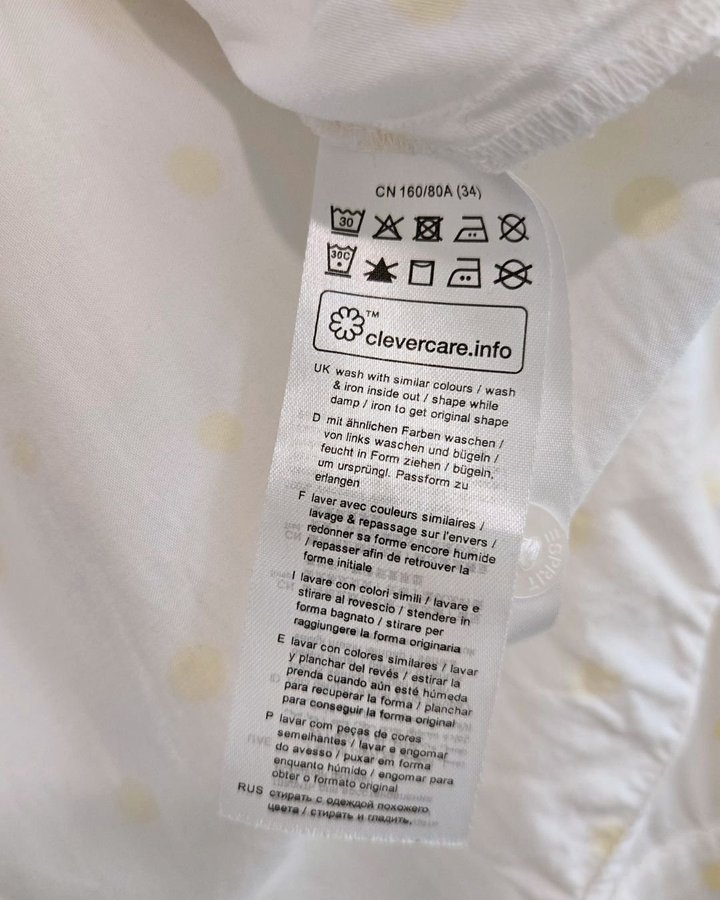 CN 160/80A (34)
30
30C
™
clevercare.info
UK wash with similar colours / wash
& iron inside out / shape while
damp / iron to get original shape
D mit ähnlichen Farben waschen /
von links waschen und bügeln /
feucht in Form ziehen / bügeln,
um ursprüngl. Passform zu
erlangen
F laver avec couleurs similaires /
lavage & repassage sur l'envers /
redonner sa forme encore humide
/ repasser afin de retrouver la
forme initiale
I lavare con colori simili / lavare e
stirare al rovescio / stendere in
forma bagnato / stirare per
raggiungere la forma originaria
E lavar con colores similares / lavar
y planchar del revés / estirar la
prenda cuando aún esté húmeda
para recuperar la forma / planchar
para conseguir la forma original
P lavar com peças de cores
semelhantes / lavar e engomar
do avesso / puxar em forma
enquanto húmido / engomar para
obter o formato original
RUS стирать с одеждой похожего
цвета / стирать и гладить,
ESPRIT